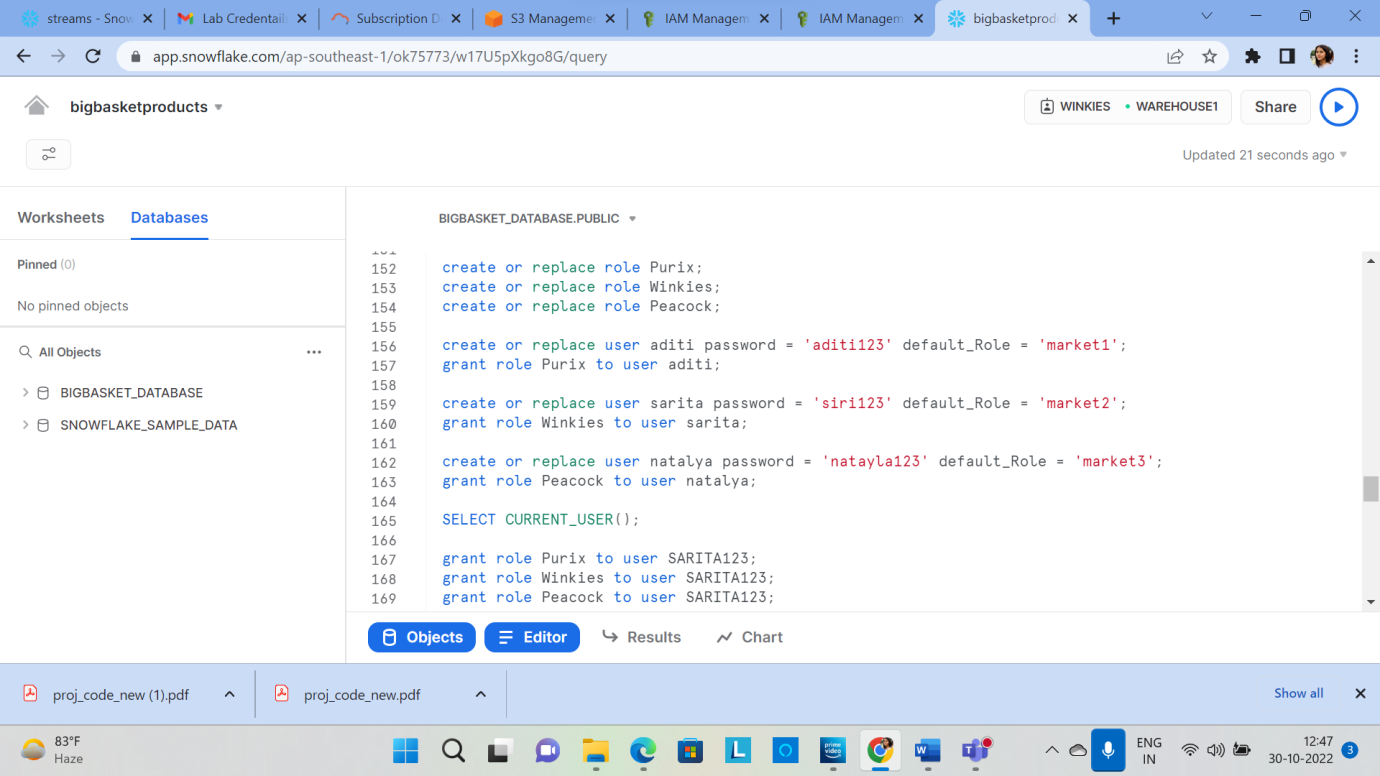 streams - Snow
Lab Credentials
Subscription D
S3 Manageme
IAM Managem
IAM Managem
bigbasketprod
app.snowflake.com/ap-southeast-1/ok75773/w17U5pXkgo8G/query
bigbasketproducts
WINKIES • WAREHOUSE1
Share
Updated 21 seconds ago
Worksheets
Databases
Pinned (0)
No pinned objects
All Objects
BIGBASKET_DATABASE
SNOWFLAKE_SAMPLE_DATA
BIGBASKET_DATABASE.PUBLIC
151
152 create or replace role Purix;
153 create or replace role Winkies;
154 create or replace role Peacock;
155
156 create or replace user aditi password = 'aditi123' default_Role = 'market1';
157 grant role Purix to user aditi;
158
159 create or replace user sarita password = 'siri123' default_Role = 'market2';
160 grant role Winkies to user sarita;
161
162 create or replace user natalya password = 'natayla123' default_Role = 'market3';
163 grant role Peacock to user natalya;
164
165 SELECT CURRENT_USER();
166
167 grant role Purix to user SARITA123;
168 grant role Winkies to user SARITA123;
169 grant role Peacock to user SARITA123;
Objects
Editor
Results
Chart
proj_code_new (1).pdf
proj_code_new.pdf
Show all
83°F
Haze
ENG
IN
12:47
30-10-2022
3